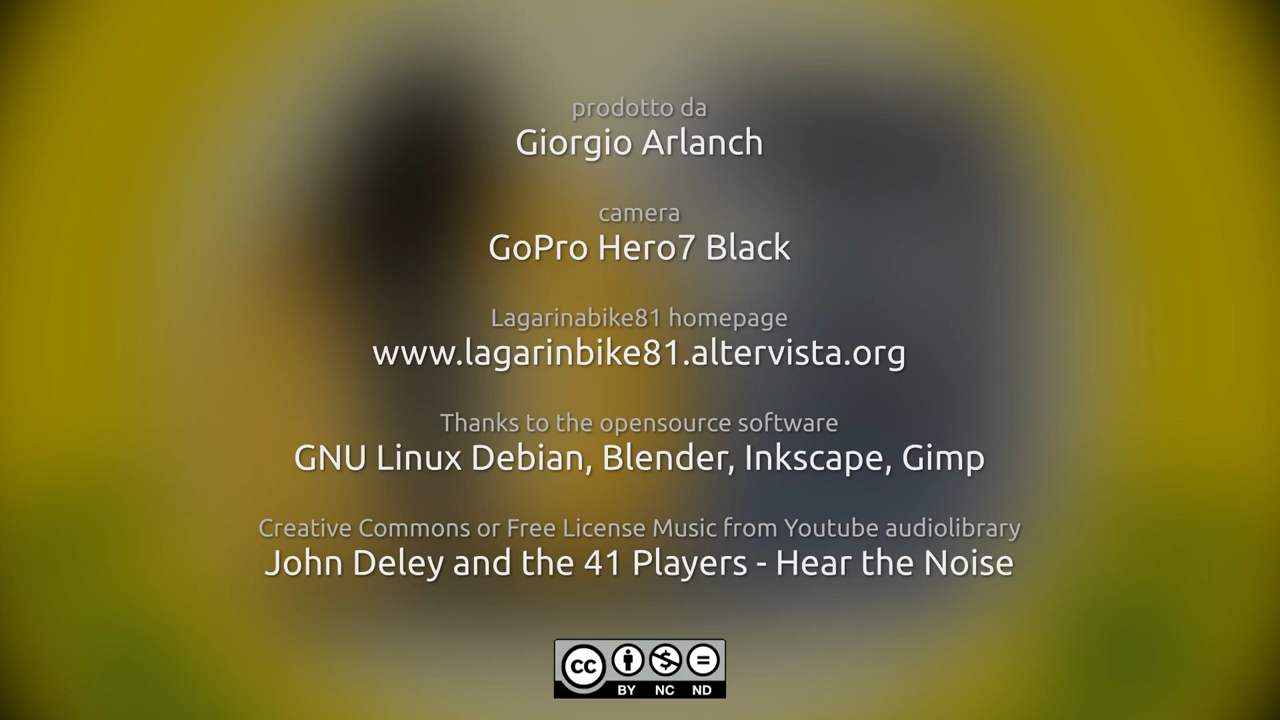 prodotto da
Giorgio Arlanch
camera
GoPro Hero7 Black
Lagarinabike81 homepage
www.lagarinbike81.altervista.org
Thanks to the opensource software
GNU Linux Debian, Blender, Inkscape, Gimp
Creative Commons or Free License Music from Youtube audiolibrary
John Deley and the 41 Players - Hear the Noise
cc
BY NC ND